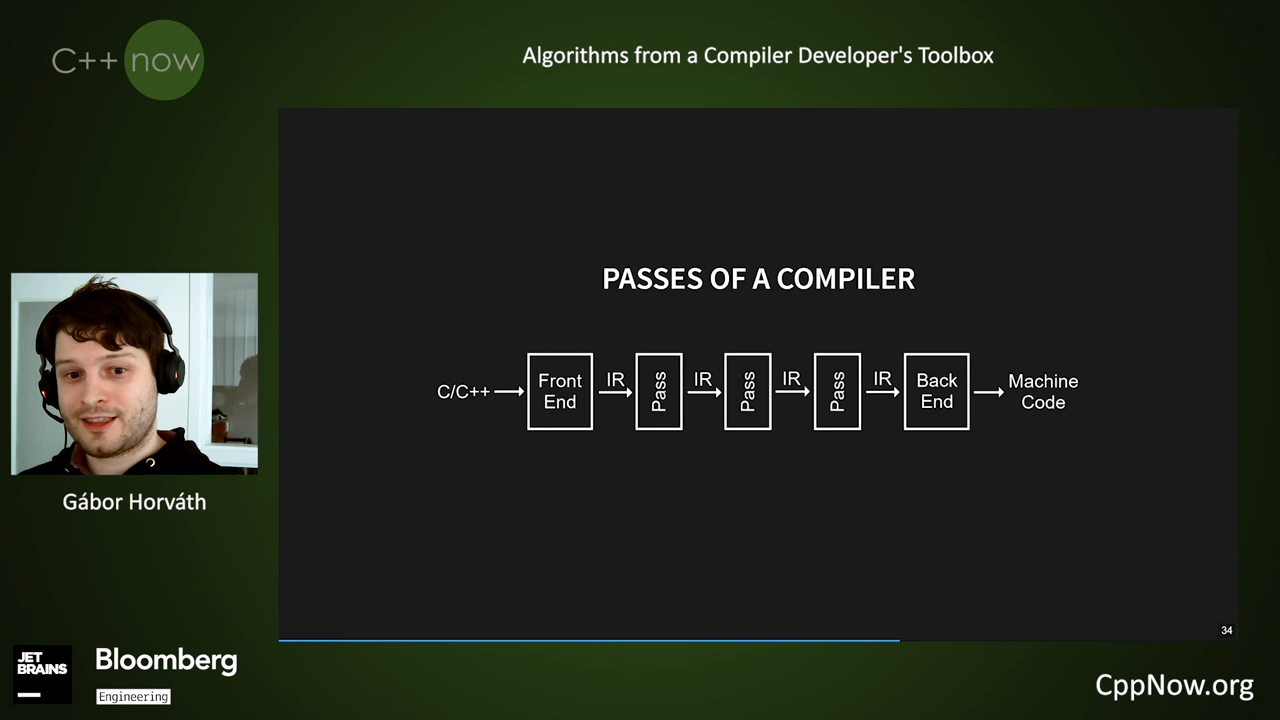 C++ now
Algorithms from a Compiler Developer's Toolbox
PASSES OF A COMPILER
C/C++
Front
End
IR
Pass
IR
Pass
IR
Pass
IR
Back
End
Machine
Code
34
Gábor Horváth
JET
BRAINS
Bloomberg
Engineering
CppNow.org